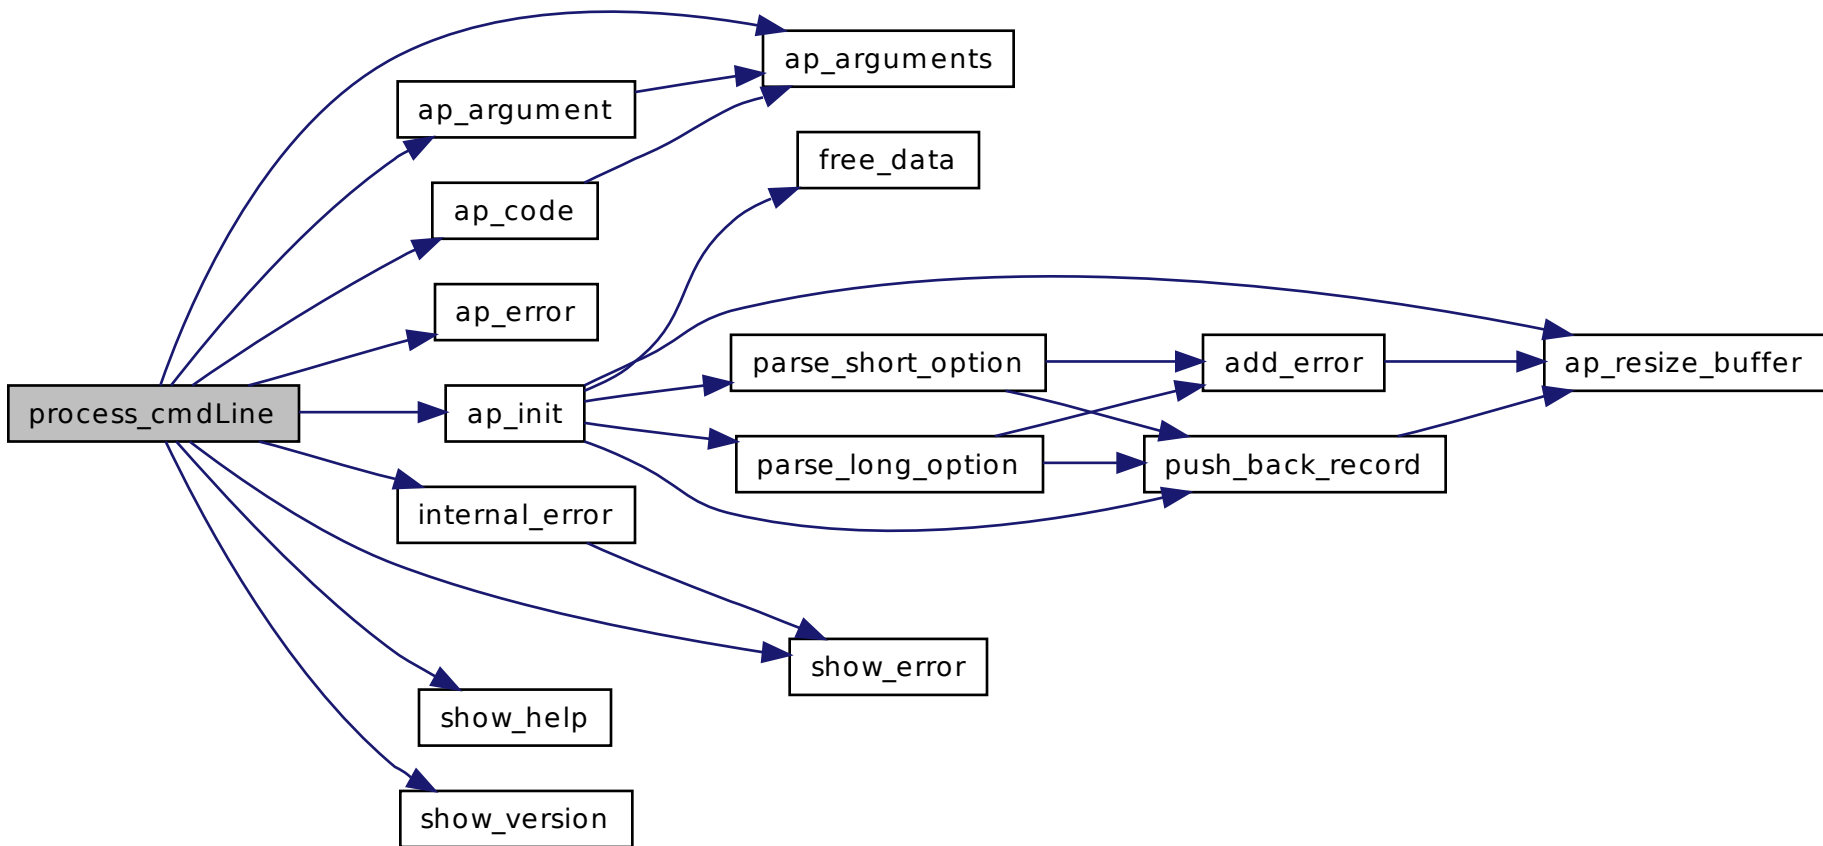 ap_arguments
ap_argument
free_data
ap_code
ap_error
parse_short_option
add_error
ap_resize_buffer
process_cmdLine
ap_init
parse_long_option
push_back_record
internal_error
show_error
show_help
show_version